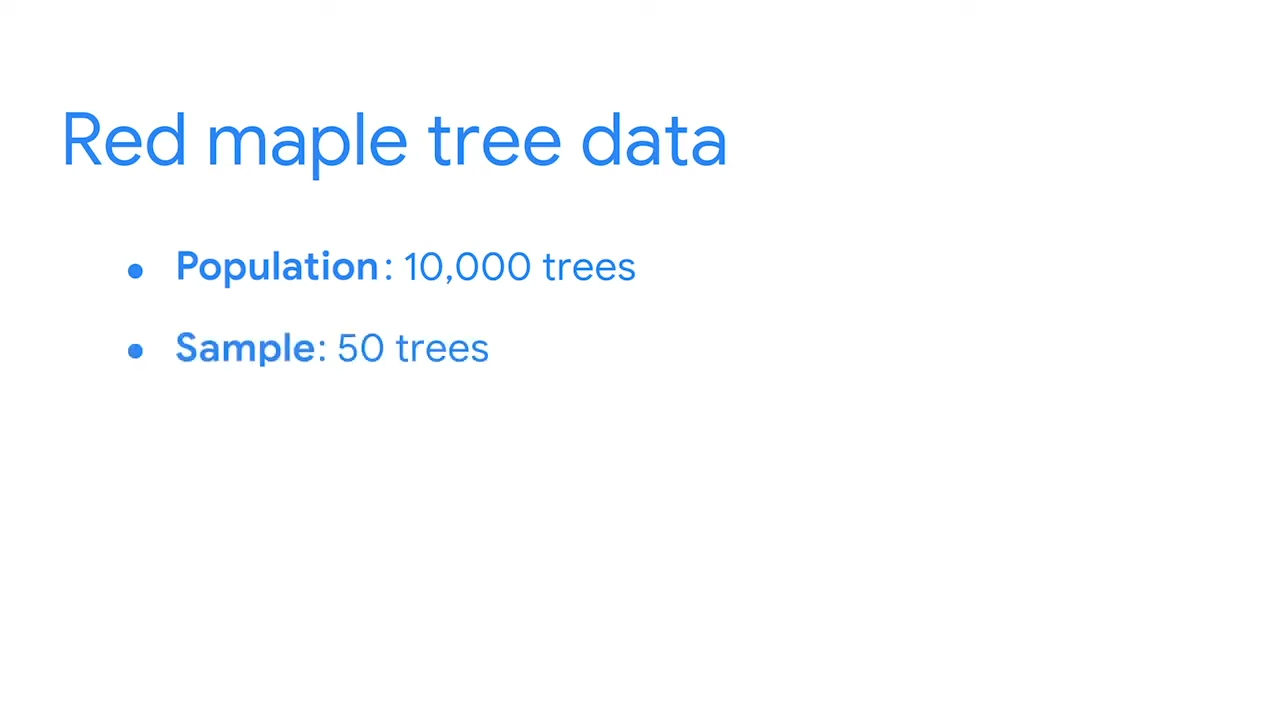 Red maple tree data
• Population: 10,000 trees
• Sample: 50 trees